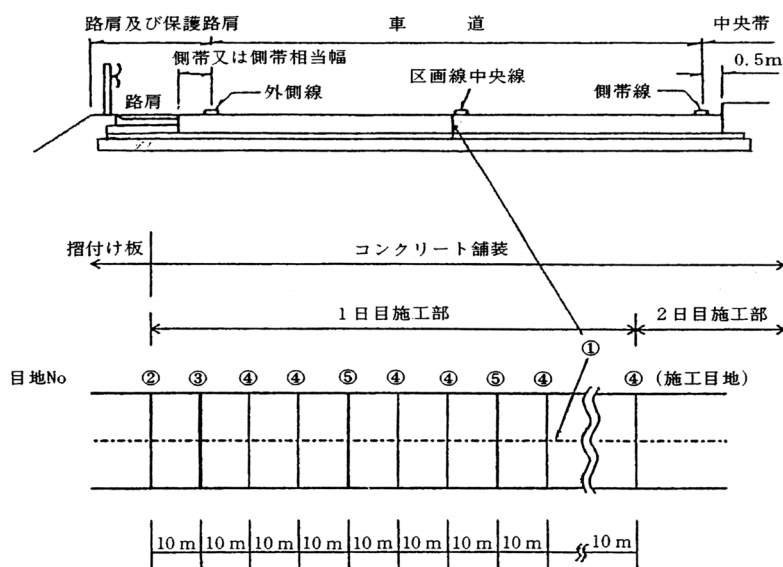 路肩及び保護路肩 車 道 中央帯
側帯又は側帯相当幅 0.5m
外側線 区画線中央線 側帯線
路肩
摺付け板 コンクリート舗装
1日目施工部 2日目施工部
①
目地No ② ③ ④ ④ ⑤ ④ ④ ⑤ ④ ④ (施工目地)
10m 10m 10m 10m 10m 10m 10m 10m 10m